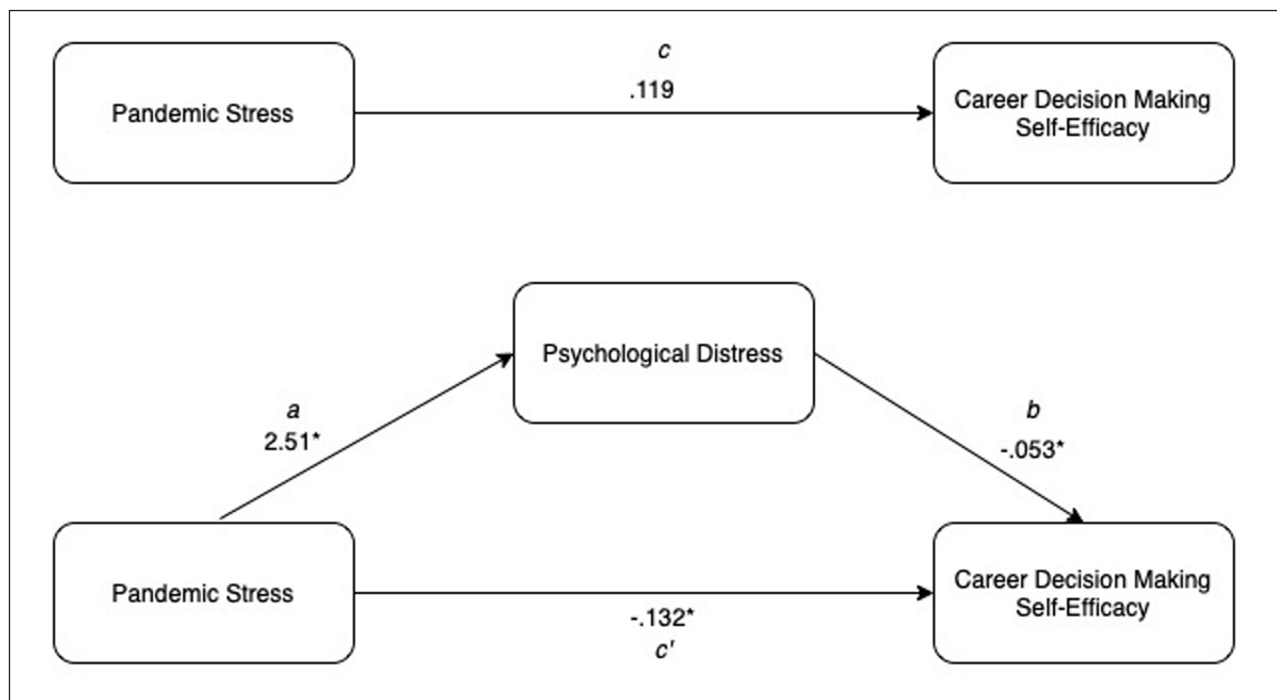 c
.119
Pandemic Stress
Career Decision Making
Self-Efficacy
Psychological Distress
a
2.51*
b
-.053*
Pandemic Stress
Career Decision Making
Self-Efficacy
-.132*
c'